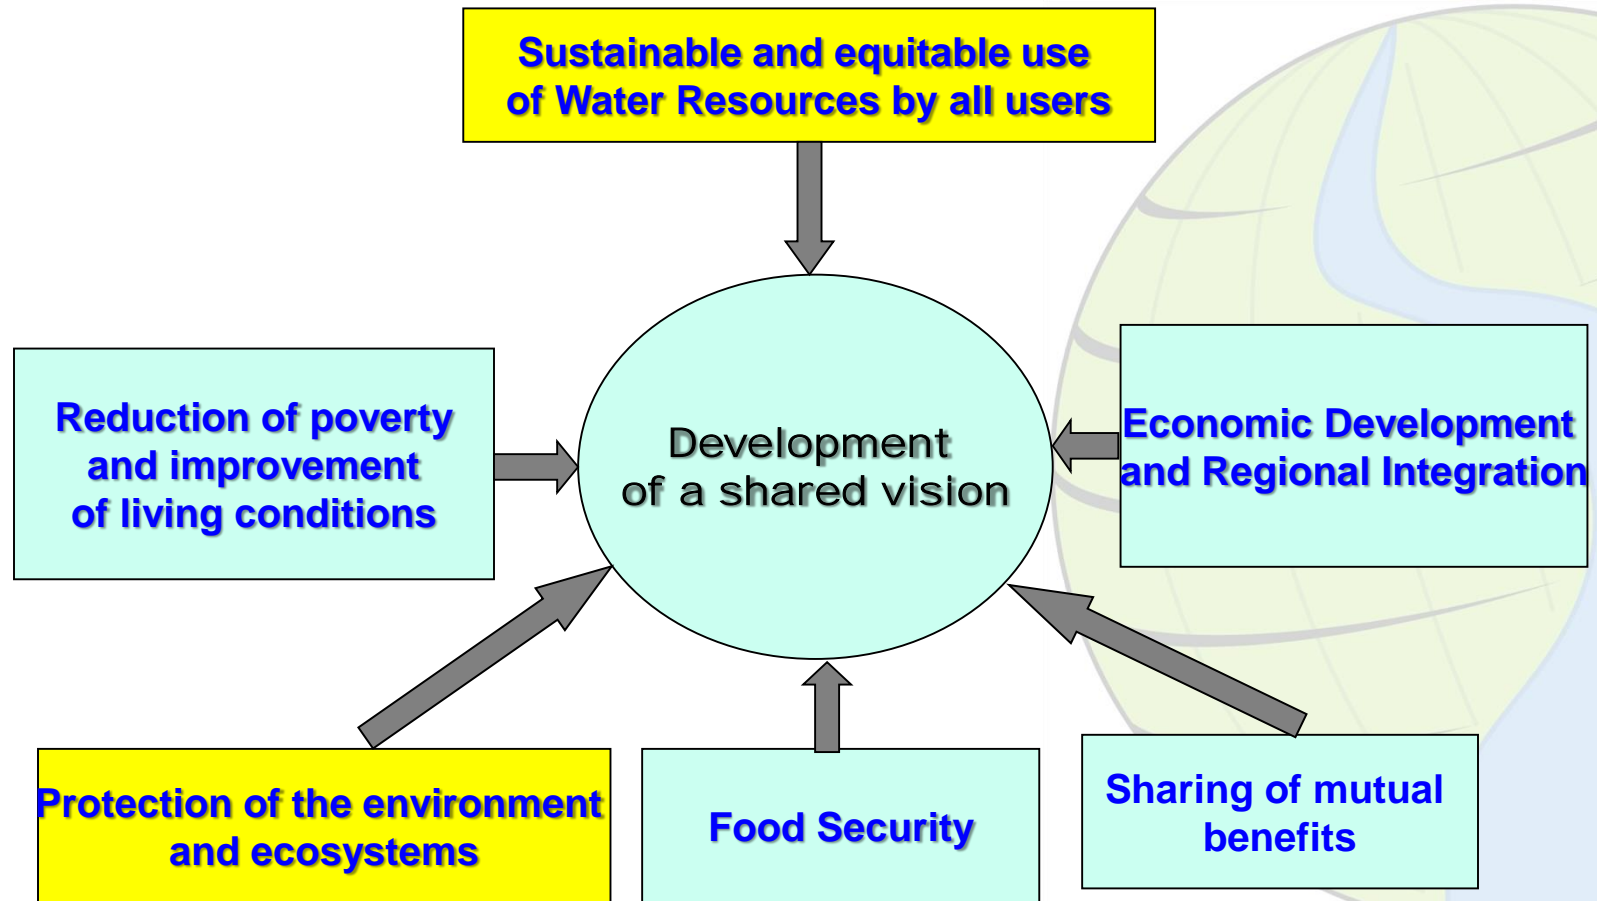 Sustainable and equitable use
of Water Resources by all users
Reduction of poverty
and improvement
of living conditions
Development
of a shared vision
Economic Development
and Regional Integration
Protection of the environment
and ecosystems
Food Security
Sharing of mutual
benefits